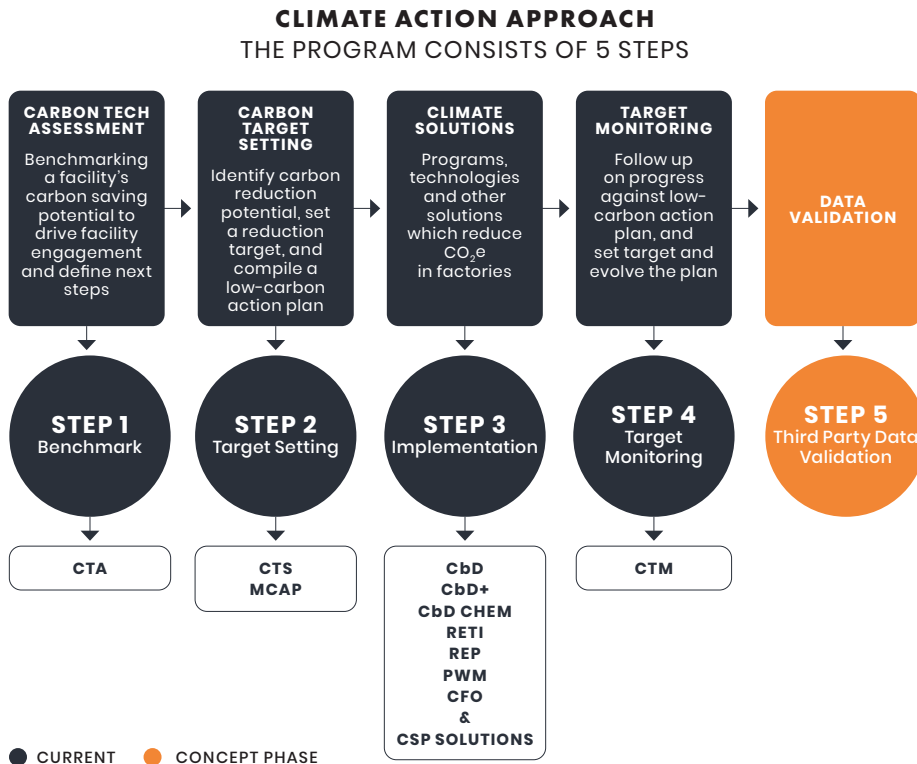 CLIMATE ACTION APPROACH
THE PROGRAM CONSISTS OF 5 STEPS
CARBON TECH
ASSESSMENT
Benchmarking
a facility's
carbon saving
potential to
drive facility
engagement
and define next
steps
CARBON
TARGET
SETTING
Identify carbon
reduction
potential, set
a reduction
target, and
compile a
low-carbon
action plan
CLIMATE
SOLUTIONS
Programs,
technologies
and other
solutions
which reduce
CO₂e
in factories
TARGET
MONITORING
Follow up
on progress
against low-
carbon action
plan, and
set target and
evolve the plan
DATA
VALIDATION
STEP 1
Benchmark
STEP 2
Target Setting
STEP 3
Implementation
STEP 4
Target
Monitoring
STEP 5
Third Party Data
Validation
CTA
CTS
MCAP
CbD
CbD+
CbD CHEM
RETI
REP
PWM
CFO
&
CSP SOLUTIONS
CTM
CURRENT
CONCEPT PHASE